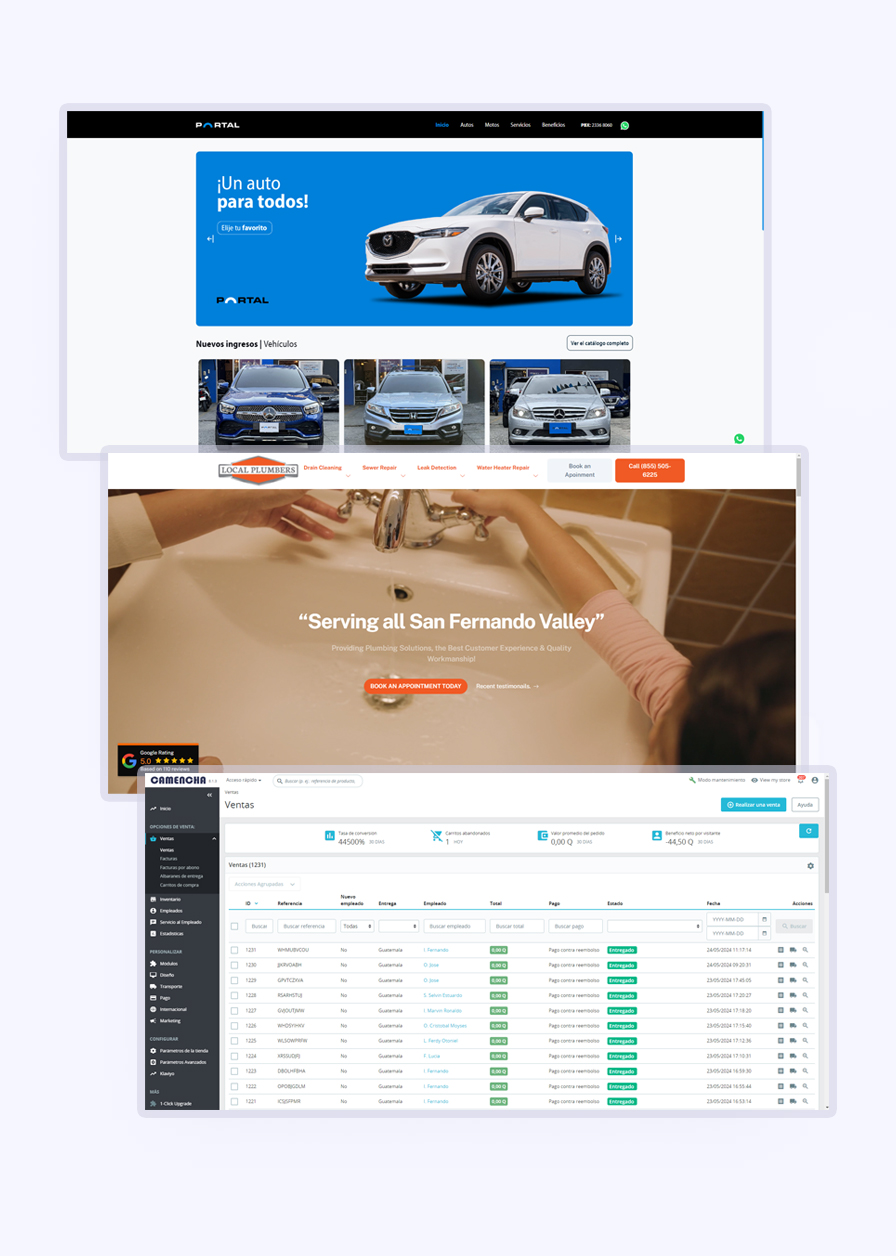 PORTAL
Inicio Autos Motos Servicios Beneficios PBX: 2336 8060
¡Un auto
para todos!
Elije tu favorito
PORTAL
Nuevos ingresos | Vehículos
Ver el catálogo completo
LOCAL PLUMBERS
Drain Cleaning Sewer Repair Leak Detection Water Heater Repair
Book an
Apoinment
Call (855) 505-
6225
“Serving all San Fernando Valley”
Providing Plumbing Solutions, the Best Customer Experience & Quality
Workmanship!
BOOK AN APPOINTMENT TODAY Recent testimonails. →
Google Rating
5.0 ★★★★★
Based on 110 reviews
CAMENCHA
Acceso rápido
Buscar (p. ej.: referencia de producto,
Modo mantenimiento View my store
Inicio
OPCIONES DE VENTA:
Ventas
Ventas
Facturas
Facturas por abono
Albaranes de entrega
Carritos de compra
Inventario
Empleados
Servicio al Empleado
Estadísticas
PERSONALIZAR
Módulos
Diseño
Transporte
Pago
Internacional
Marketing
CONFIGURAR
Parámetros de la tienda
Parámetros Avanzados
Klaviyo
MÁS
1-Click Upgrade
Ventas
Ventas
Realizar una venta
Ayuda
Tasa de conversión
44500% 30 DÍAS
Carritos abandonados
1 HOY
Valor promedio del pedido
0,00 Q 30 DÍAS
Beneficio neto por visitante
-44,50 Q 30 DÍAS
Ventas (1231)
Acciones Agrupadas
ID Referencia Nuevo empleado Entrega Empleado Total Pago Estado Fecha Acciones
Buscar Buscar referencia Todas Buscar empleado Buscar total Buscar pago YYYY-MM-DD
YYYY-MM-DD
Buscar
1231 WHMUBVCOU No Guatemala I. Fernando 0,00 Q Pago contra reembolso Entregado 24/05/2024 11:17:14
1230 No Guatemala O. Jose 0,00 Q Pago contra reembolso Entregado 24/05/2024 09:20:31
1229 GFVTCZIVA No Guatemala O. Jose 0,00 Q Pago contra reembolso Entregado 23/05/2024 17:45:05
1228 RSARHSTUJ No Guatemala S. Selvin Estuardo 0,00 Q Pago contra reembolso Entregado 23/05/2024 17:20:27
1227 No Guatemala I. Marvin Ronaldo 0,00 Q Pago contra reembolso Entregado 23/05/2024 17:18:20
1226 WHDSYIHXV No Guatemala D. Cristobal Moyses 0,00 Q Pago contra reembolso Entregado 23/05/2024 17:15:40
1225 WLSOWPRFW No Guatemala 0,00 Q Pago contra reembolso Entregado 23/05/2024 17:12:36
1224 No Guatemala F. Lucia 0,00 Q Pago contra reembolso Entregado 23/05/2024 17:10:31
1223 DBOLHFBHA No Guatemala I. Fernando 0,00 Q Pago contra reembolso Entregado 23/05/2024 16:59:30
1222 OPOBJGDLM No Guatemala I. Fernando 0,00 Q Pago contra reembolso Entregado 23/05/2024 16:55:44
1221 ICSJSFPMR No Guatemala I. Fernando 0,00 Q Pago contra reembolso Entregado 23/05/2024 16:53:14